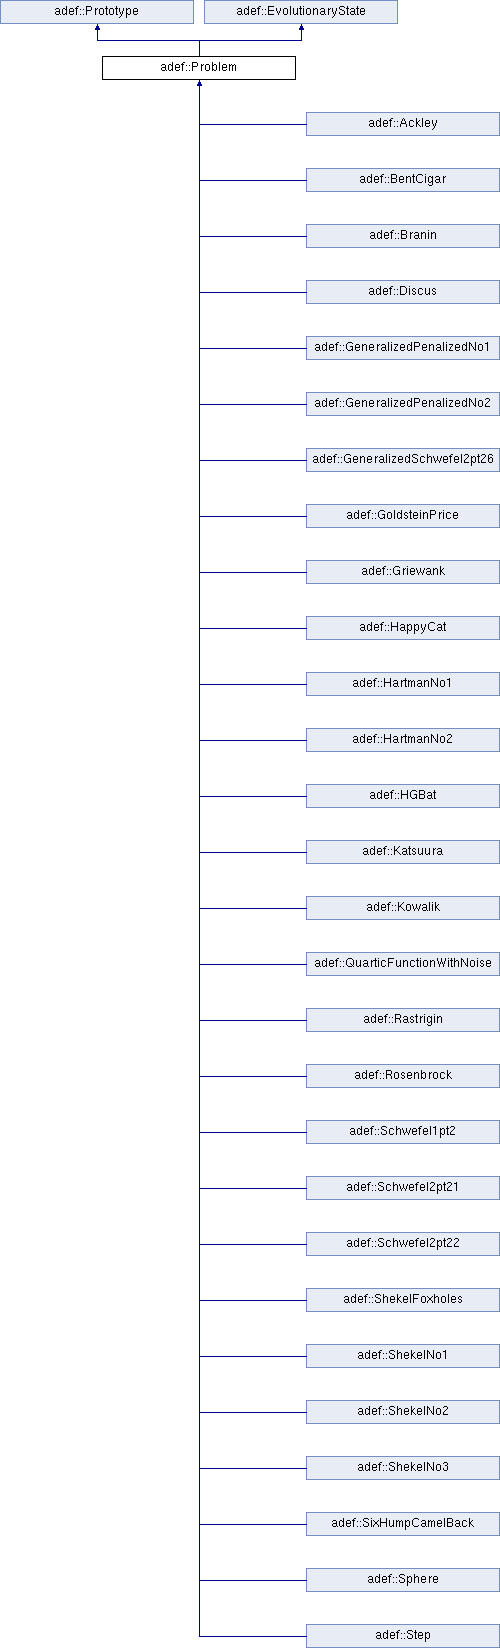 adef::Prototype
adef::EvolutionaryState
adef::Problem
adef::Ackley
adef::BentCigar
adef::Branin
adef::Discus
adef::GeneralizedPenalizedNo1
adef::GeneralizedPenalizedNo2
adef::GeneralizedSchwefel2pt26
adef::GoldsteinPrice
adef::Griewank
adef::HappyCat
adef::HartmanNo1
adef::HartmanNo2
adef::HGBat
adef::Katsuura
adef::Kowalik
adef::QuarticFunctionWithNoise
adef::Rastrigin
adef::Rosenbrock
adef::Schwefel1pt2
adef::Schwefel2pt21
adef::Schwefel2pt22
adef::ShekelFoxholes
adef::ShekelNo1
adef::ShekelNo2
adef::ShekelNo3
adef::SixHumpCamelBack
adef::Sphere
adef::Step